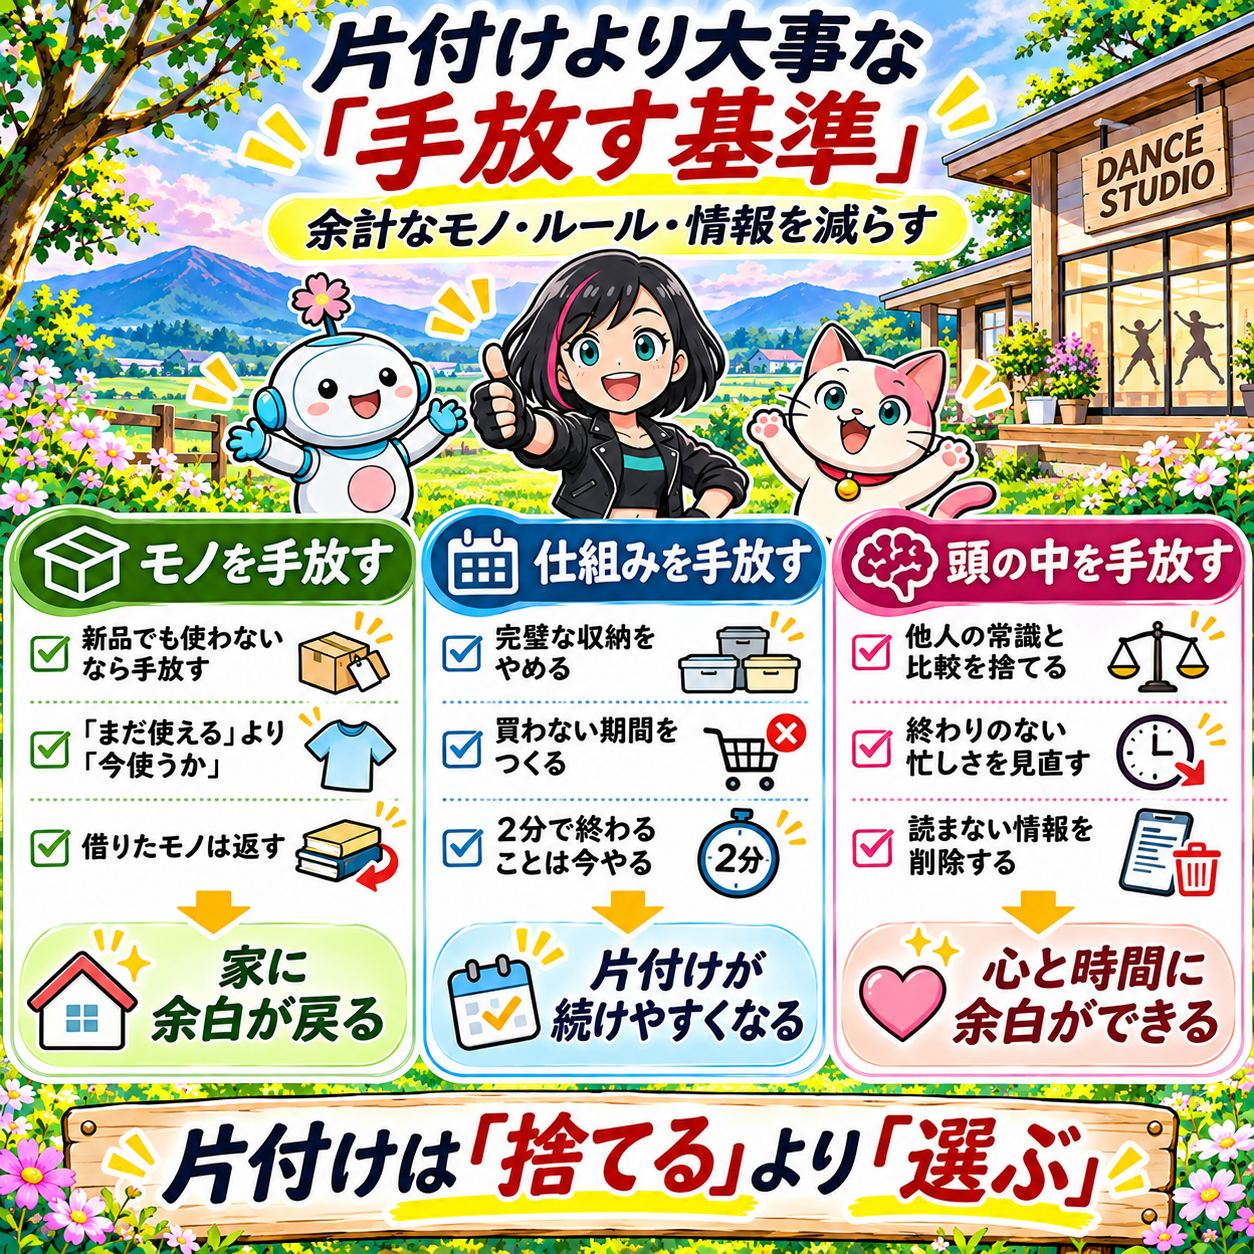 片付けより大事な
「手放す基準」
余計なモノ・ルール・情報を減らす
DANCE
STUDIO
モノを手放す
新品でも使わない
なら手放す
「まだ使える」より
「今使うか」
借りたモノは返す
家に
余白が戻る
仕組みを手放す
完璧な収納を
やめる
買わない期間を
つくる
2分で終わる
ことは今やる
2分
片付けが
続けやすくなる
頭の中を手放す
他人の常識と
比較を捨てる
終わりのない
忙しさを見直す
読まない情報を
削除する
心と時間に
余白ができる
片付けは「捨てる」より「選ぶ」